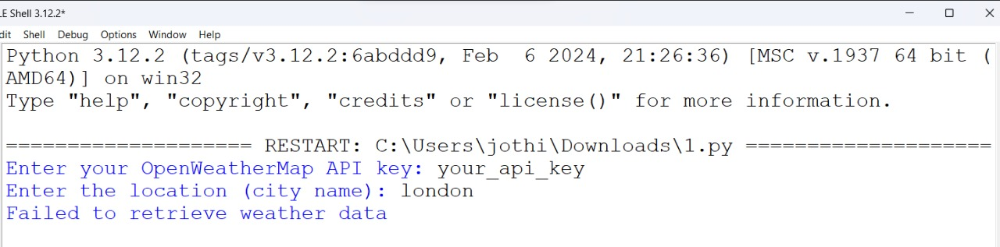 LE Shell 3.12.2*
dit Shell Debug Options Window Help
Python 3.12.2 (tags/v3.12.2:6abddd9, Feb  6 2024, 21:26:36) [MSC v.1937 64 bit (
AMD64)] on win32
Type "help", "copyright", "credits" or "license()" for more information.
==================== RESTART: C:\Users\jothi\Downloads\1.py ====================
Enter your OpenWeatherMap API key: your_api_key
Enter the location (city name): london
Failed to retrieve weather data